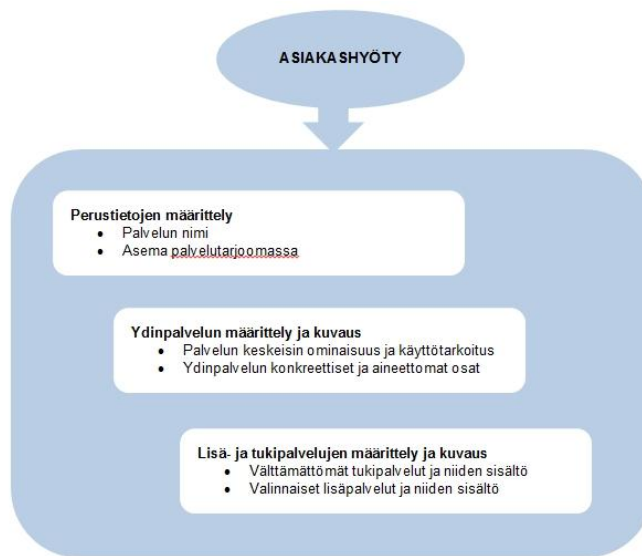 ASIAKASHYÖTY
Perustietojen määrittely
• Palvelun nimi
• Asema palvelutarjoomassa
Ydinpalvelun määrittely ja kuvaus
• Palvelun keskeisin ominaisuus ja käyttötarkoitus
• Ydinpalvelun konkreettiset ja aineettomat osat
Lisä- ja tukipalvelujen määrittely ja kuvaus
• Välttämättömät tukipalvelut ja niiden sisältö
• Valinnaiset lisäpalvelut ja niiden sisältö